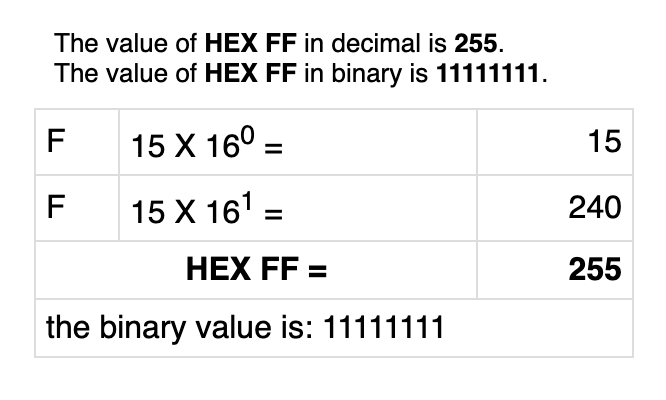 The value of HEX FF in decimal is 255.
The value of HEX FF in binary is 11111111.
F 15 X 16⁰ = 15
F 15 X 16¹ = 240
HEX FF = 255
the binary value is: 11111111